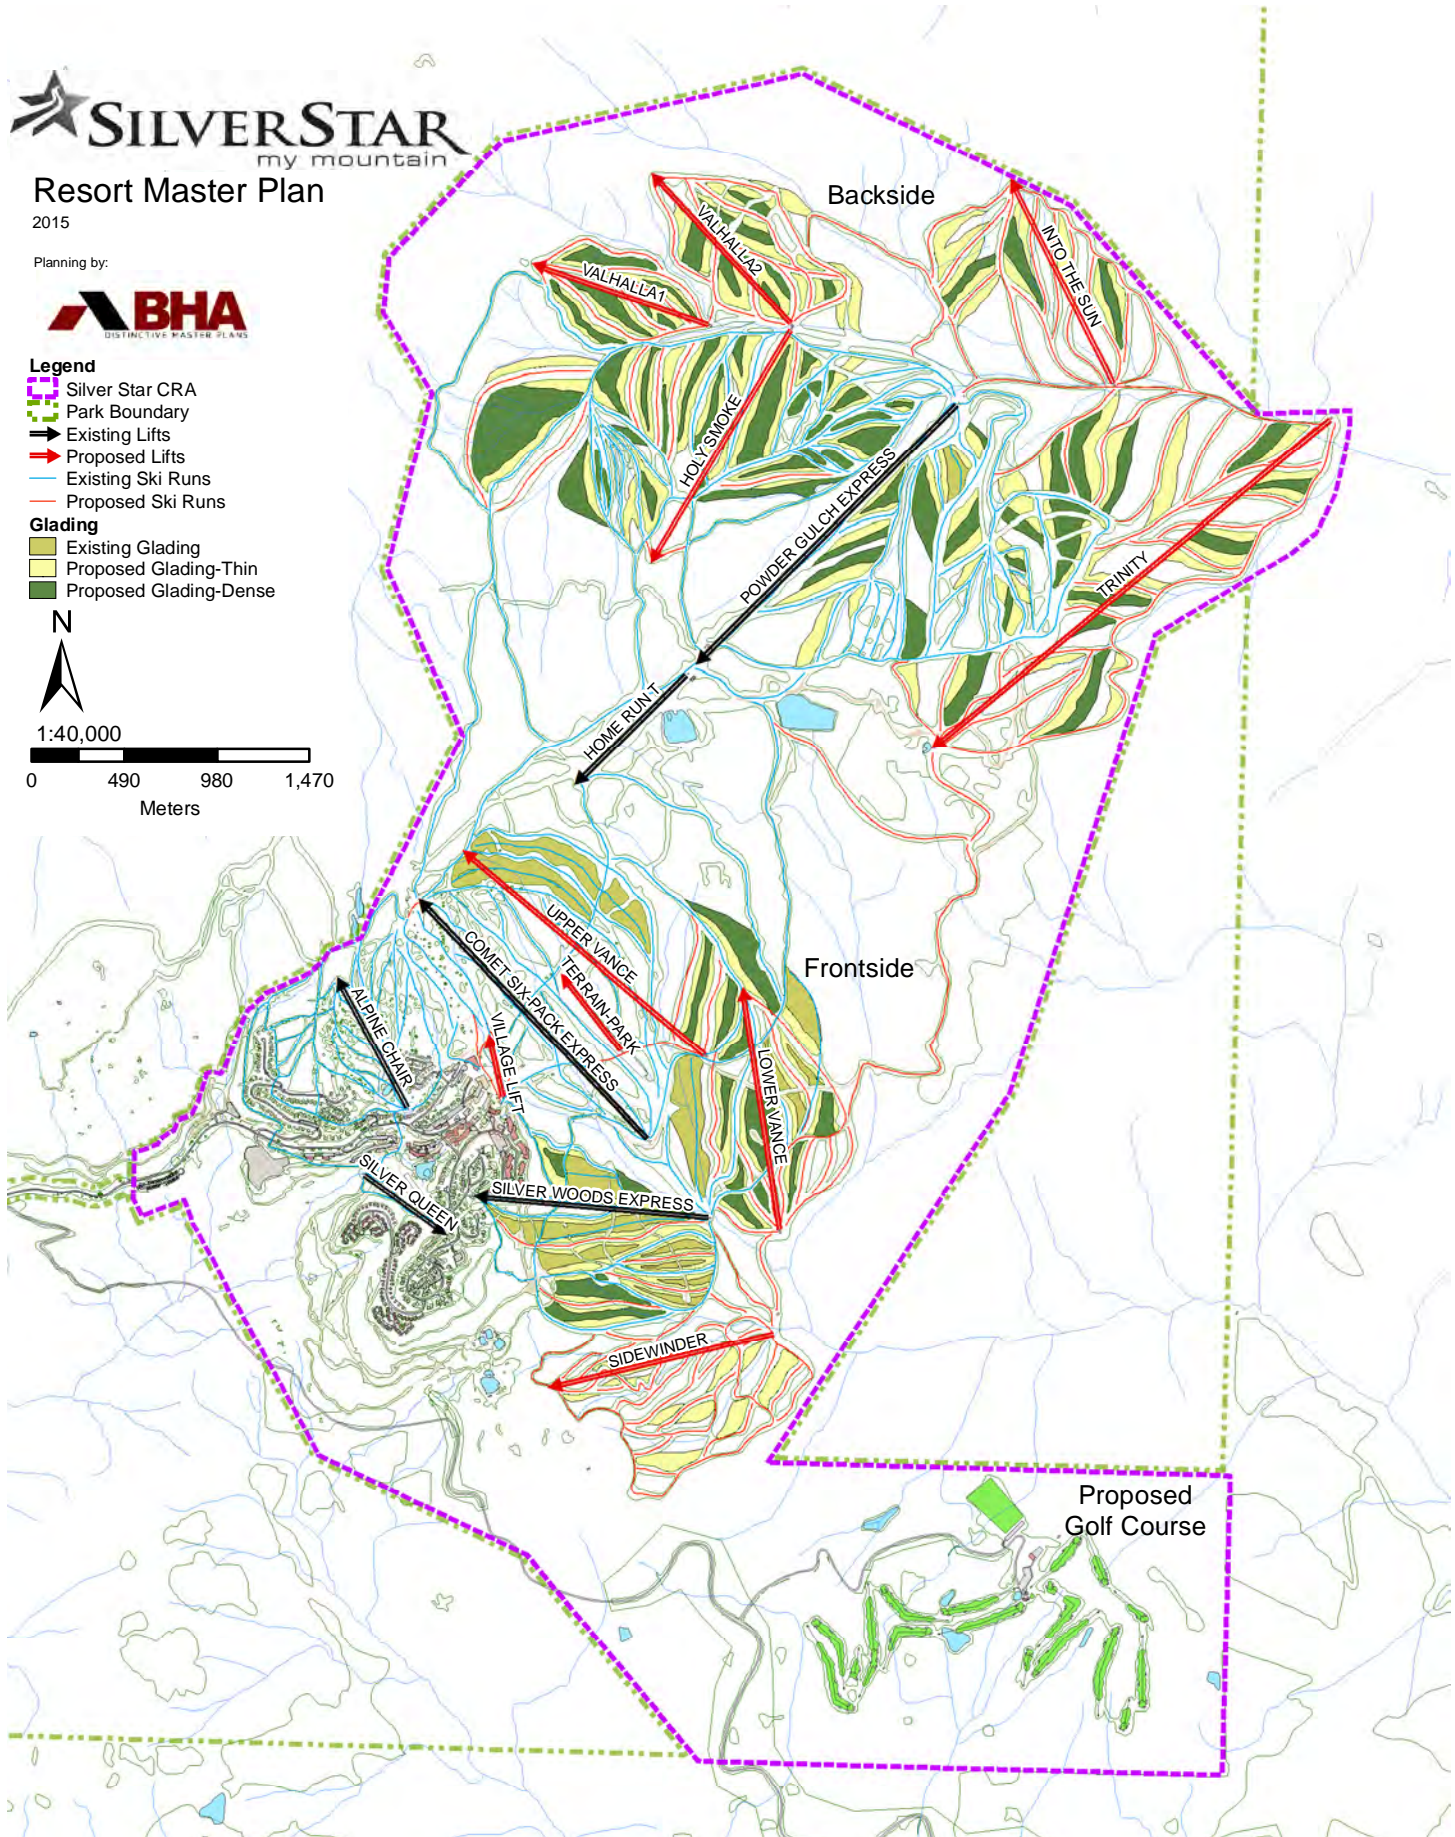 SILVERSTAR
my mountain
Resort Master Plan
2015
Planning by:
BHA
DISTINCTIVE MASTER PLANS
Legend
Silver Star CRA
Park Boundary
Existing Lifts
Proposed Lifts
Existing Ski Runs
Proposed Ski Runs
Glading
Existing Glading
Proposed Glading-Thin
Proposed Glading-Dense
N
1:40,000
0 490 980 1,470
Meters
Backside
VALHALLA2
VALHALLA1
INTO THE SUN
HOLY SMOKE
POWDER GULCH EXPRESS
TRINITY
HOME RUN T
UPPER VANCE
COMET SIX-PACK EXPRESS
TERRAIN-PARK
Frontside
ALPINE CHAIR
VILLAGE LIFT
LOWER VANCE
SILVER QUEEN
SILVER WOODS EXPRESS
SIDEWINDER
Proposed
Golf Course